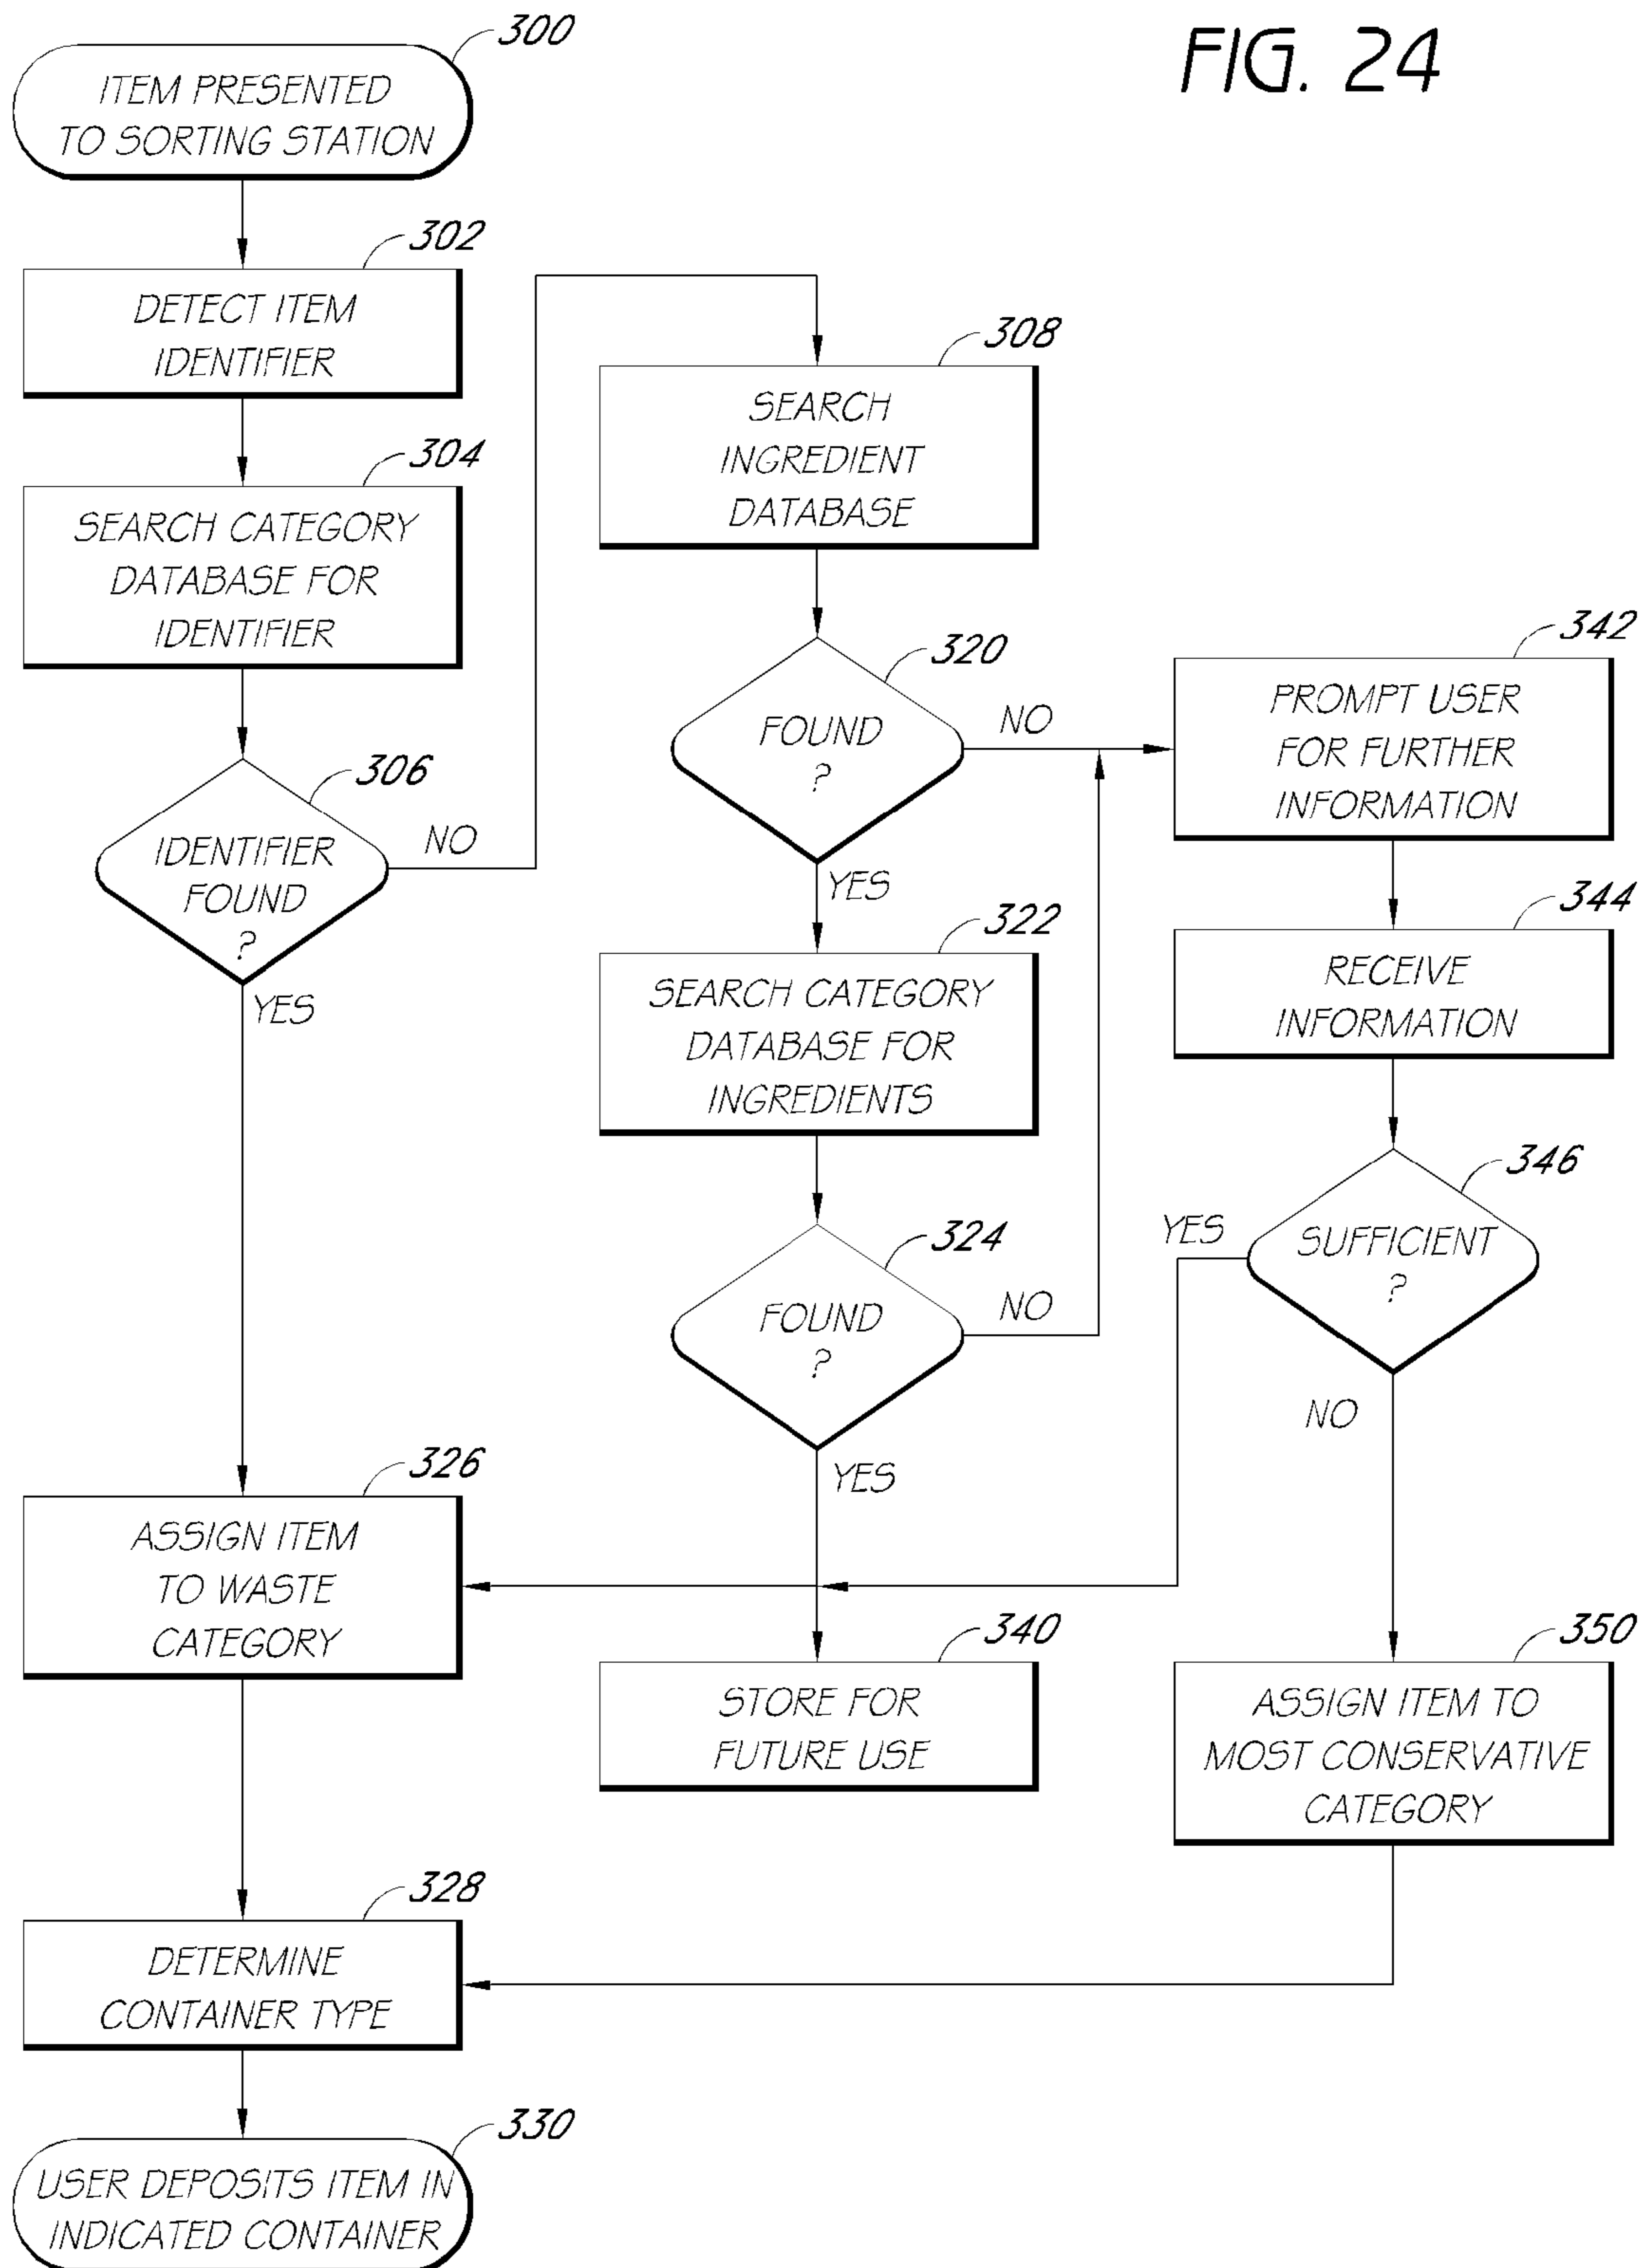 FIG. 24
300
ITEM PRESENTED
TO SORTING STATION
302
DETECT ITEM
IDENTIFIER
304
SEARCH CATEGORY
DATABASE FOR
IDENTIFIER
306
IDENTIFIER
FOUND
?
NO
YES
308
SEARCH
INGREDIENT
DATABASE
320
FOUND
?
NO
YES
322
SEARCH CATEGORY
DATABASE FOR
INGREDIENTS
324
FOUND
?
NO
YES
342
PROMPT USER
FOR FURTHER
INFORMATION
344
RECEIVE
INFORMATION
346
SUFFICIENT
?
YES
NO
326
ASSIGN ITEM
TO WASTE
CATEGORY
340
STORE FOR
FUTURE USE
350
ASSIGN ITEM TO
MOST CONSERVATIVE
CATEGORY
328
DETERMINE
CONTAINER TYPE
330
USER DEPOSITS ITEM IN
INDICATED CONTAINER